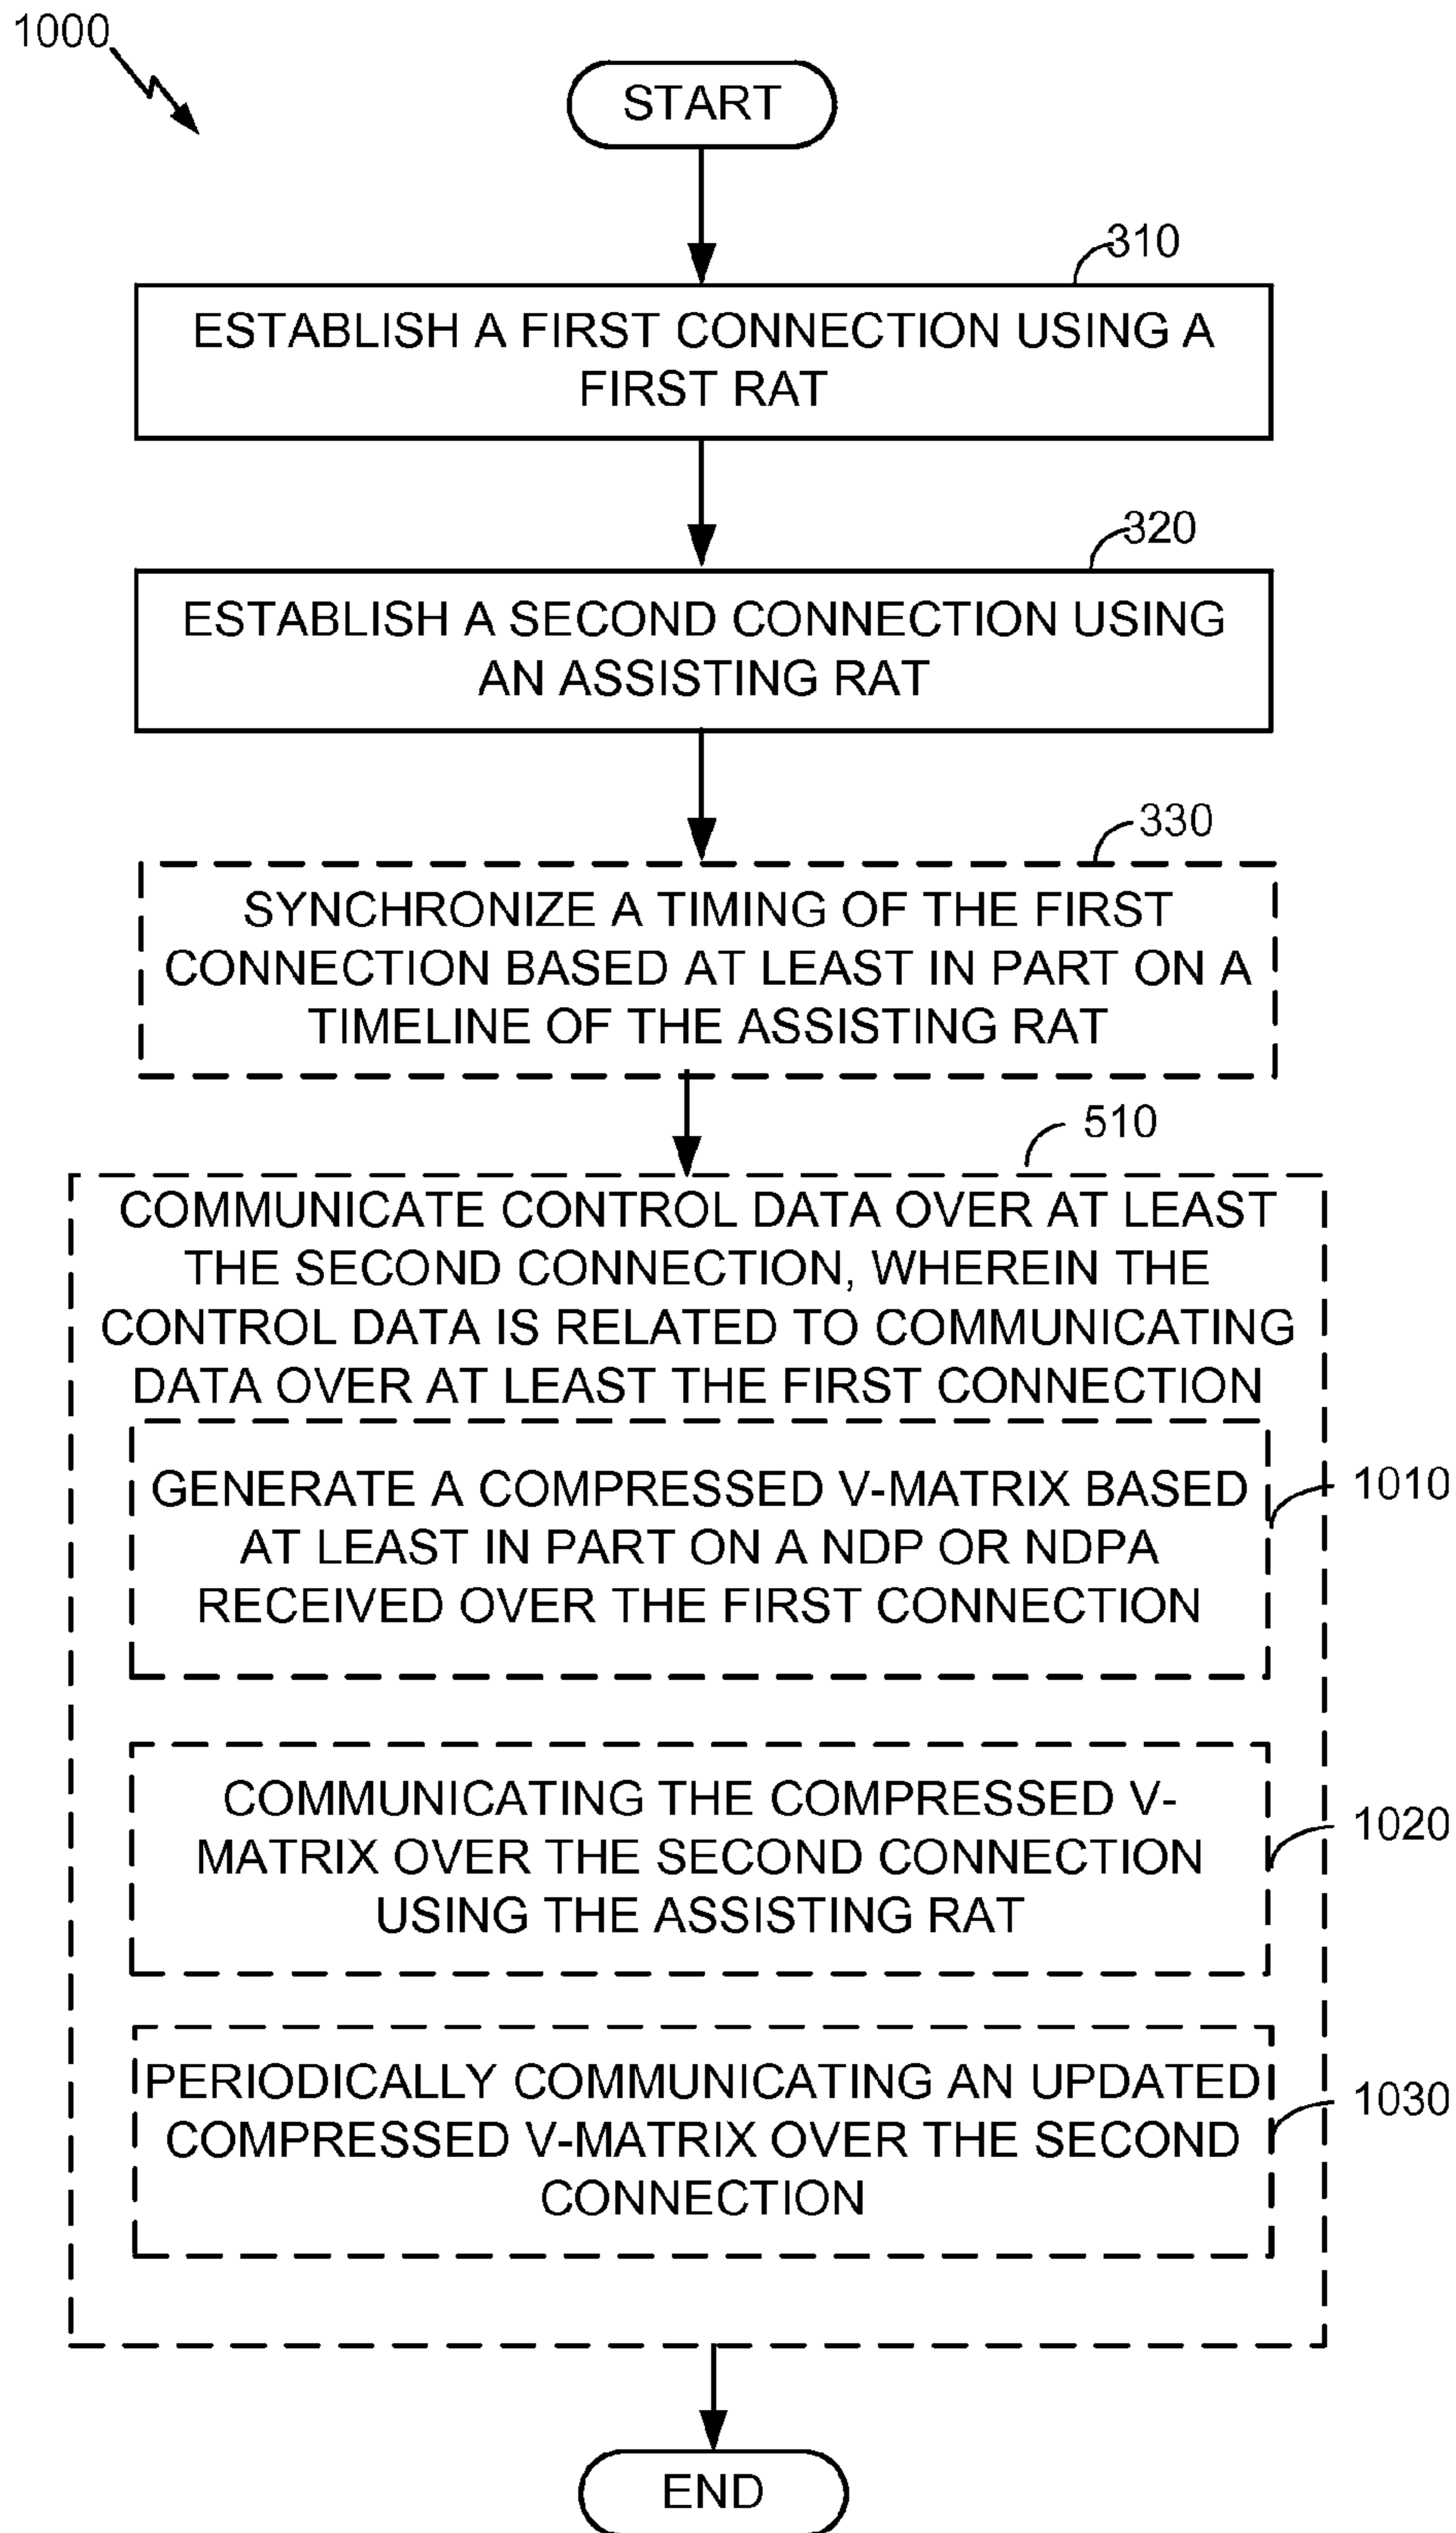 1000
START
310
ESTABLISH A FIRST CONNECTION USING A
FIRST RAT
320
ESTABLISH A SECOND CONNECTION USING
AN ASSISTING RAT
330
SYNCHRONIZE A TIMING OF THE FIRST
CONNECTION BASED AT LEAST IN PART ON A
TIMELINE OF THE ASSISTING RAT
510
COMMUNICATE CONTROL DATA OVER AT LEAST
THE SECOND CONNECTION, WHEREIN THE
CONTROL DATA IS RELATED TO COMMUNICATING
DATA OVER AT LEAST THE FIRST CONNECTION
GENERATE A COMPRESSED V-MATRIX BASED
AT LEAST IN PART ON A NDP OR NDPA
RECEIVED OVER THE FIRST CONNECTION
1010
COMMUNICATING THE COMPRESSED V-
MATRIX OVER THE SECOND CONNECTION
USING THE ASSISTING RAT
1020
PERIODICALLY COMMUNICATING AN UPDATED
COMPRESSED V-MATRIX OVER THE SECOND
CONNECTION
1030
END